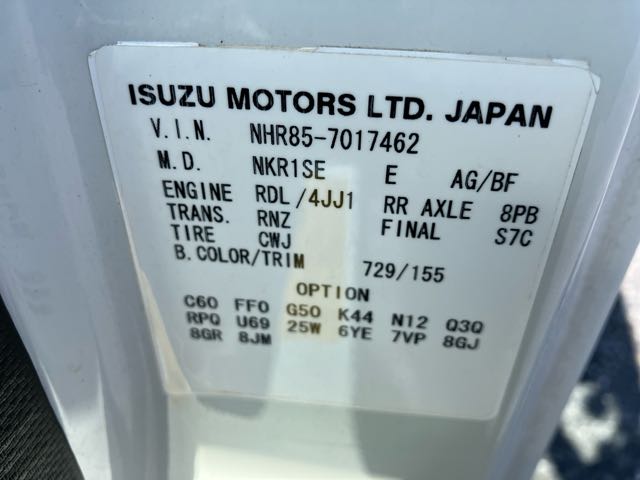 ISUZU MOTORS LTD. JAPAN
V.I.N. NHR85-7017462
M.D. NKR1SE E AG/BF
ENGINE RDL/4JJ1 RR AXLE 8PB
TRANS. RNZ FINAL S7C
TIRE CWJ
B.COLOR/TRIM 729/155
OPTION
C60 FF0 G50 K44 N12 Q3Q
RPQ U69 25W 6YE 7VP 8GJ
8GR 8JM